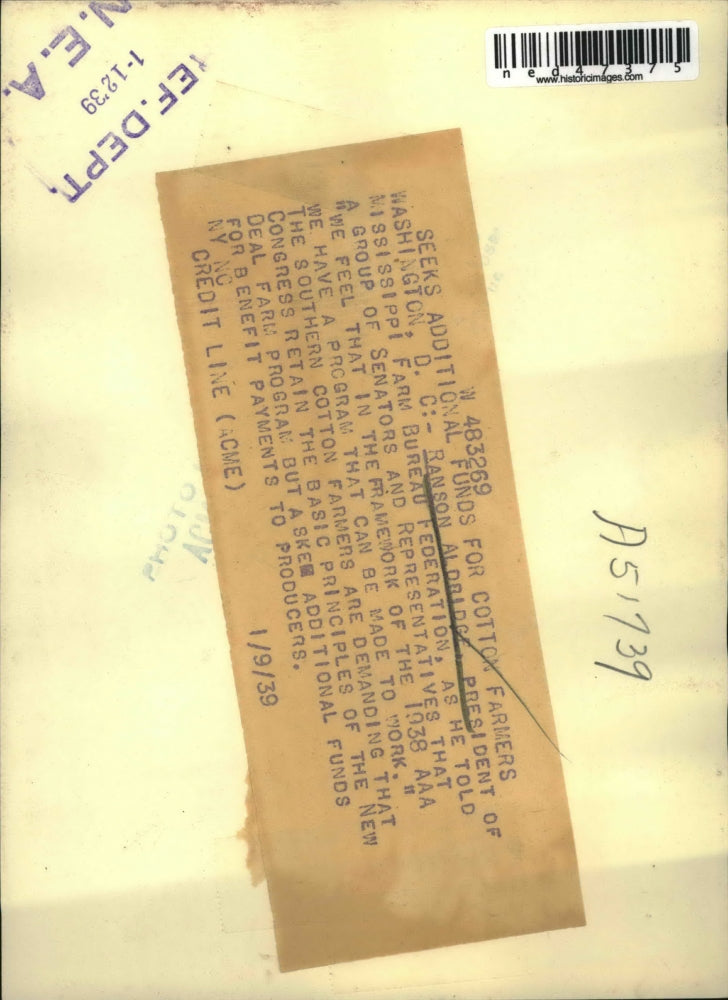 N.E.A.
1-12'39
REF. DEPT.
ned47375
www.historicimages.com
W 483269
SEEKS ADDITIONAL FUNDS FOR COTTON FARMERS
WASHINGTON, D. C:- RANSON ALDRIDGE, PRESIDENT OF
MISSISSIPPI FARM BUREAU FEDERATION, AS HE TOLD
A GROUP OF SENATORS AND REPRESENTATIVES THAT
"WE FEEL THAT IN THE FRAMEWORK OF THE 1938 AAA
WE HAVE A PROGRAM THAT CAN BE MADE TO WORK."
THE SOUTHERN COTTON FARMERS ARE DEMANDING THAT
CONGRESS RETAIN THE BASIC PRINCIPLES OF THE NEW
DEAL FARM PROGRAM BUT ASKED ADDITIONAL FUNDS
FOR BENEFIT PAYMENTS TO PRODUCERS.
NY NC
CREDIT LINE (ACME) 1/9/39
PHOTO
A51739